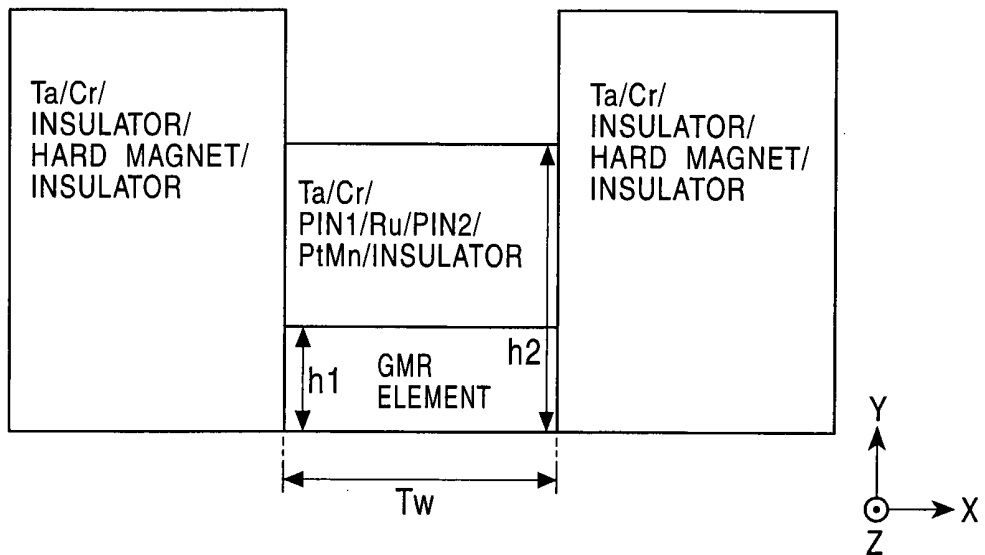 Ta/Cr/
INSULATOR/
HARD MAGNET/
INSULATOR
Ta/Cr/
PIN1/Ru/PIN2/
PtMn/INSULATOR
Ta/Cr/
INSULATOR/
HARD MAGNET/
INSULATOR
h1
GMR
ELEMENT
h2
Tw
Y
X
Z